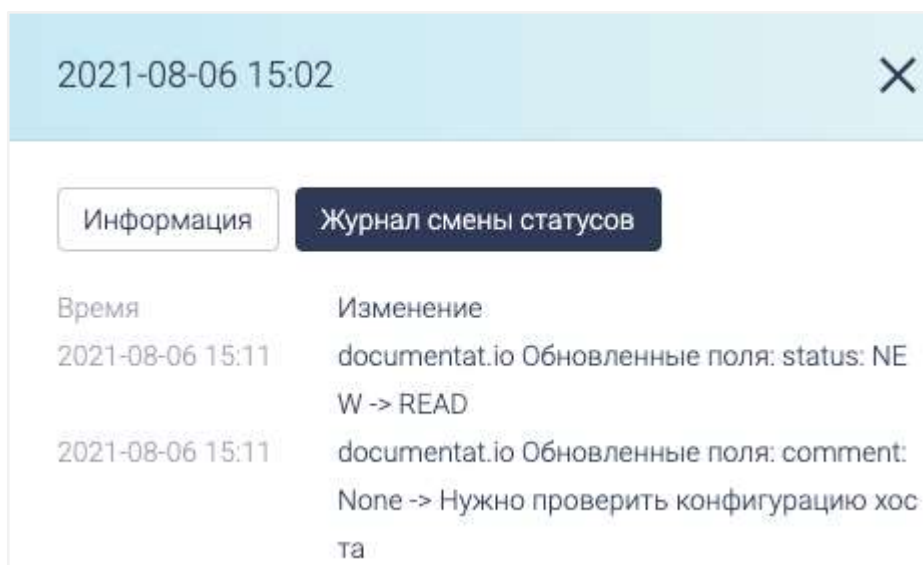 2021-08-06 15:02
Информация Журнал смены статусов
Время Изменение
2021-08-06 15:11 documentat.io Обновленные поля: status: NE
W -> READ
2021-08-06 15:11 documentat.io Обновленные поля: comment:
None -> Нужно проверить конфигурацию хос
та